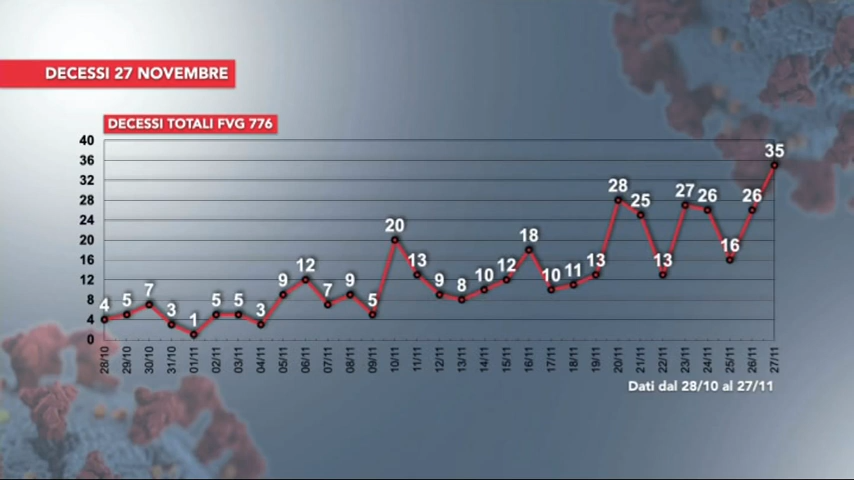 DECESSI 27 NOVEMBRE
DECESSI TOTALI FVG 776
40
36
32
28
24
20
16
12
8
4
0
4 5 7 3 1 5 5 3 9 12 7 9 5 20 13 9 8 10 12 18 10 11 13 28 25 13 27 26 16 26 35
28/10 29/10 30/10 31/10 01/11 02/11 03/11 04/11 05/11 06/11 07/11 08/11 09/11 10/11 11/11 12/11 13/11 14/11 15/11 16/11 17/11 18/11 19/11 20/11 21/11 22/11 23/11 24/11 25/11 26/11 27/11
Dati dal 28/10 al 27/11